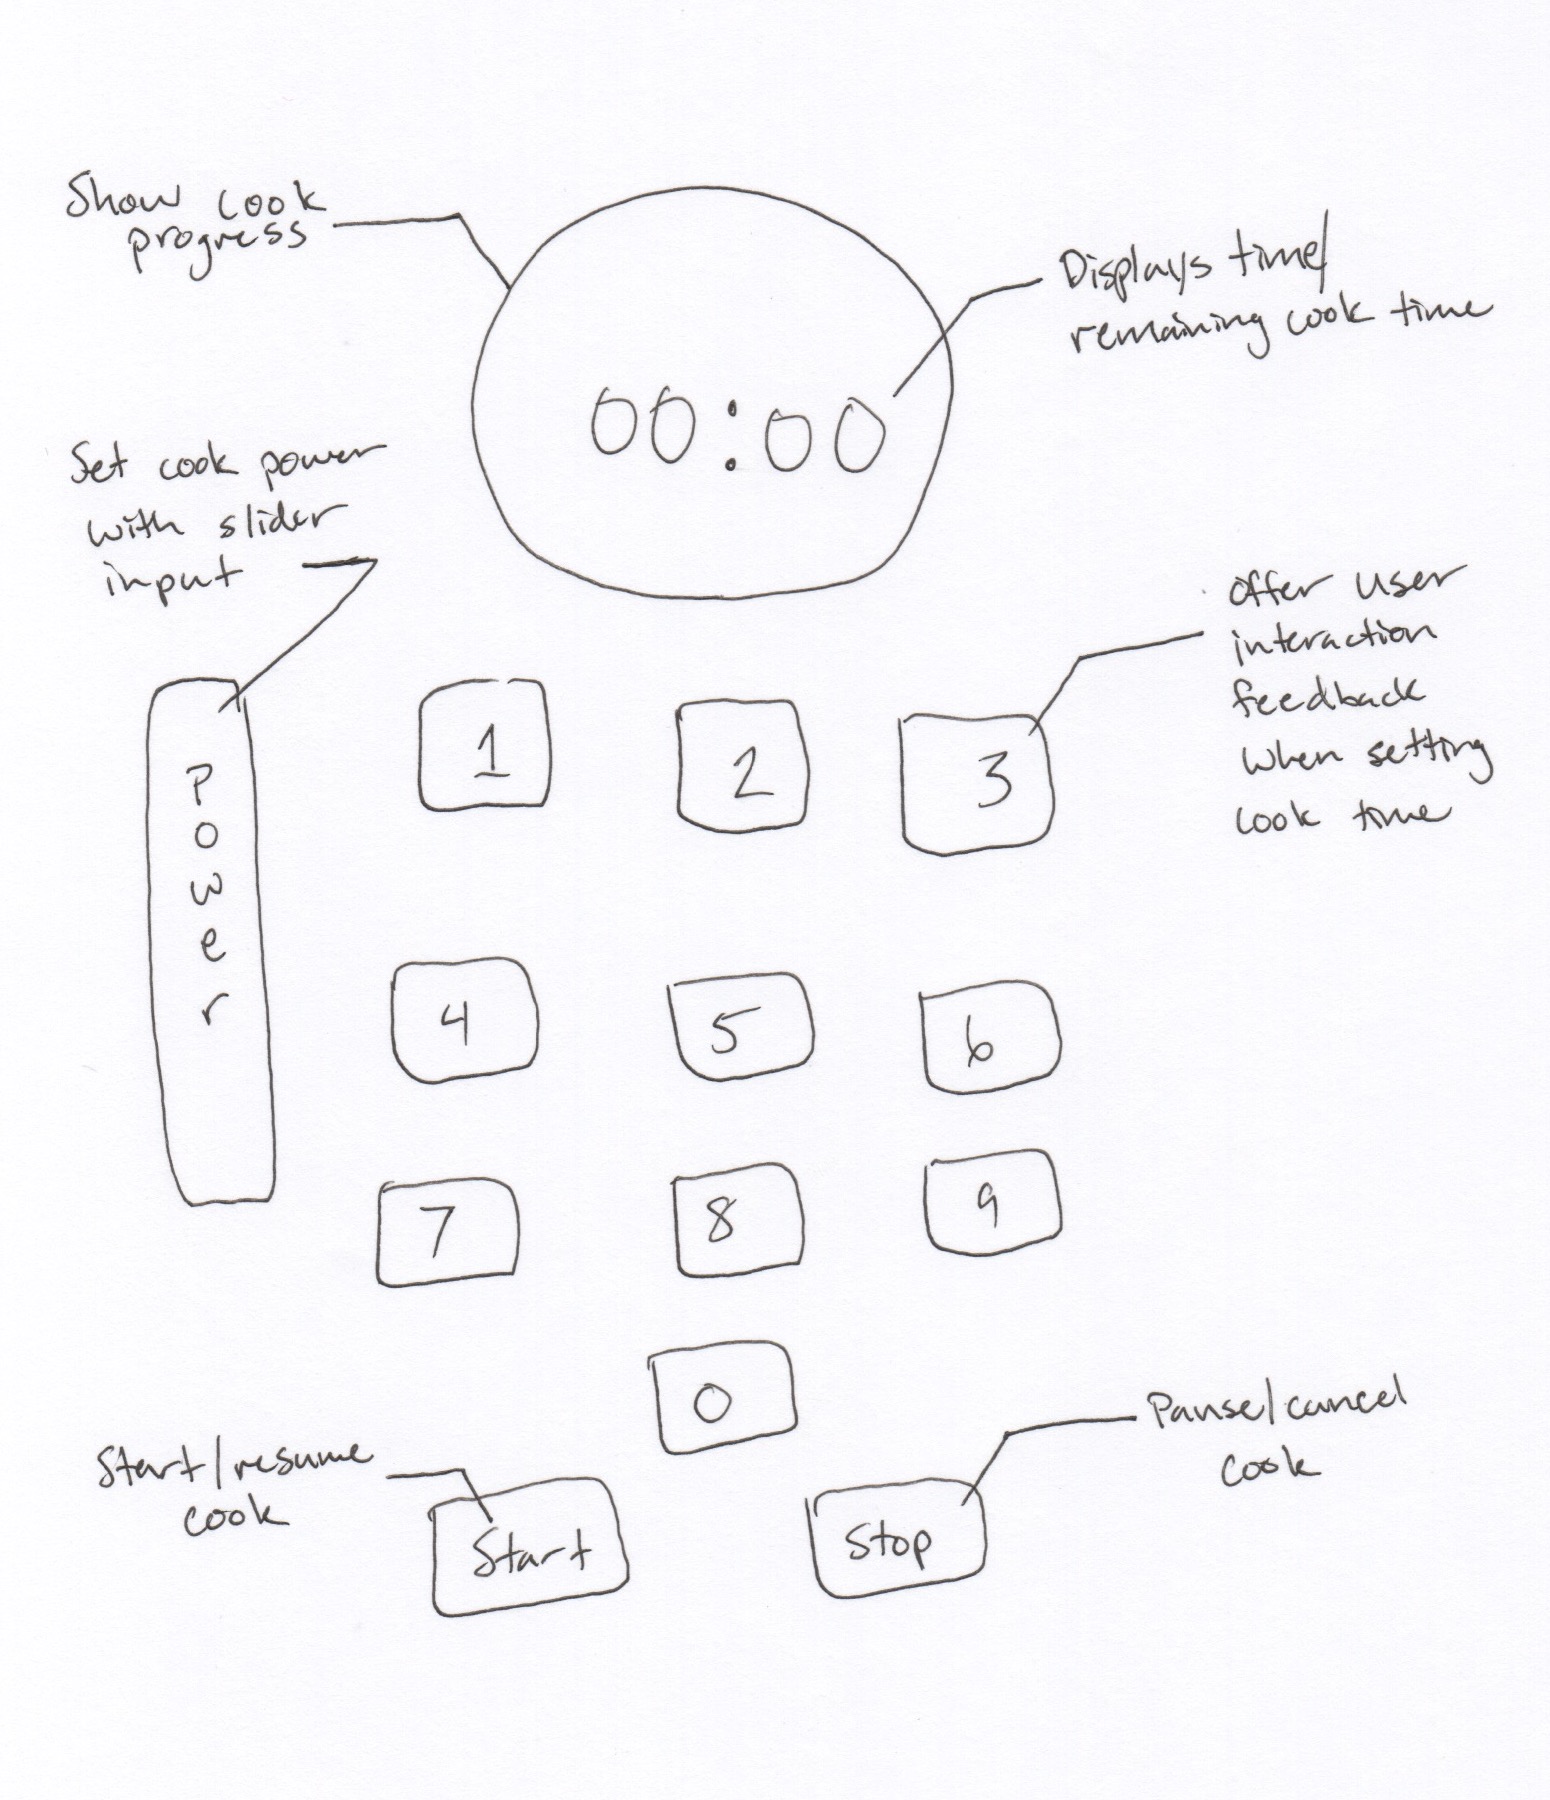 Show cook
progress
Displays time/
remaining cook time
00:00
Set cook power
with slider
input
offer user
interaction
feedback
when setting
cook time
Power
1
2
3
4
5
6
7
8
9
0
Start/resume
cook
Start
Pause/cancel
cook
Stop